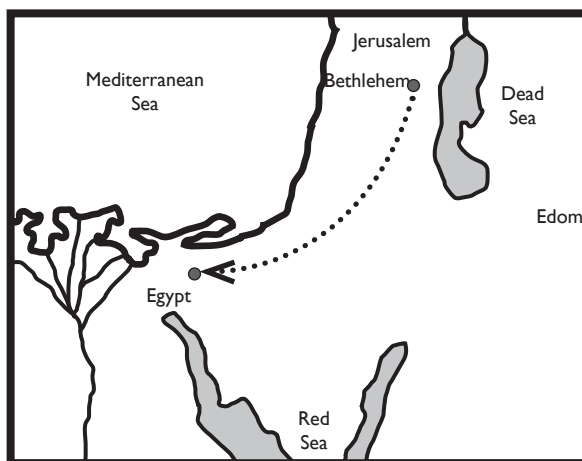 Jerusalem
Mediterranean
Sea
Bethlehem
Dead
Sea
Edom
Egypt
Red
Sea